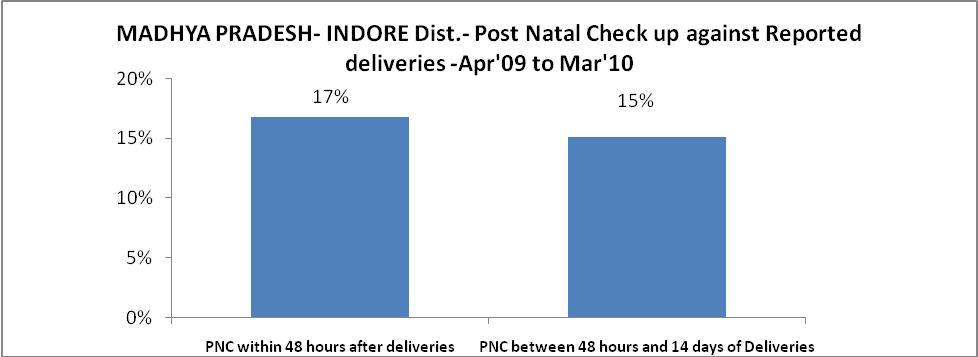 MADHYA PRADESH- INDORE Dist.- Post Natal Check up against Reported
deliveries -Apr'09 to Mar'10
20%
17%
15%
15%
10%
5%
0%
PNC within 48 hours after deliveries
PNC between 48 hours and 14 days of Deliveries